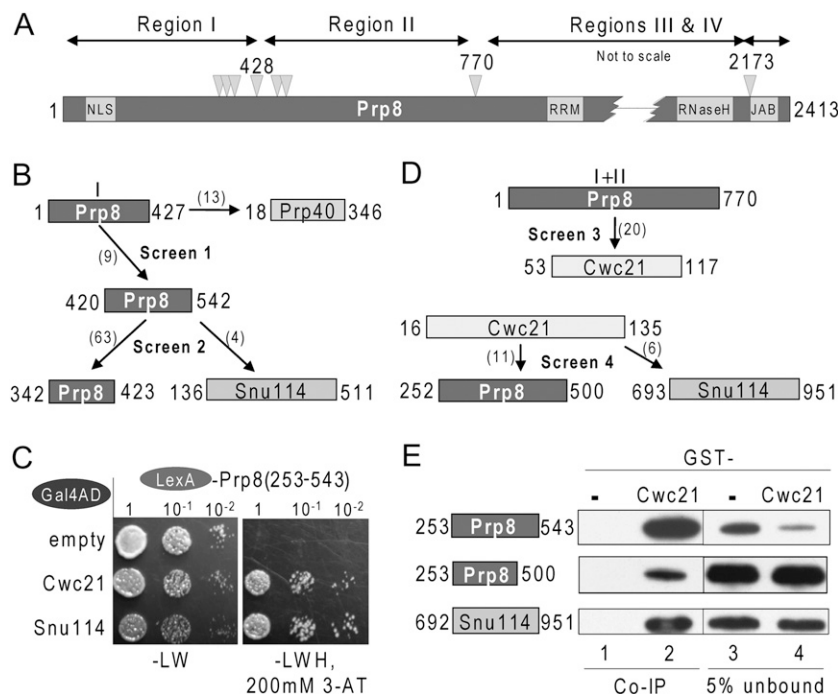 A
Region I Region II Regions III & IV
Not to scale
428 770 2173
1 NLS Prp8 RRM RNaseH JAB 2413
B
I
1 Prp8 427 (13) 18 Prp40 346
(9) Screen 1
420 Prp8 542
(63) Screen 2 (4)
342 Prp8 423 136 Snu114 511
D
I+II
1 Prp8 770
Screen 3 (20)
53 Cwc21 117
16 Cwc21 135
(11) Screen 4 (6)
252 Prp8 500 693 Snu114 951
C
LexA -Prp8(253-543)
Gal4AD
1 10-1 10-2 1 10-1 10-2
empty
Cwc21
Snu114
-LW -LWH,
200mM 3-AT
E
GST-
- Cwc21 - Cwc21
253 Prp8 543
253 Prp8 500
692 Snu114 951
1 2 3 4
Co-IP 5% unbound